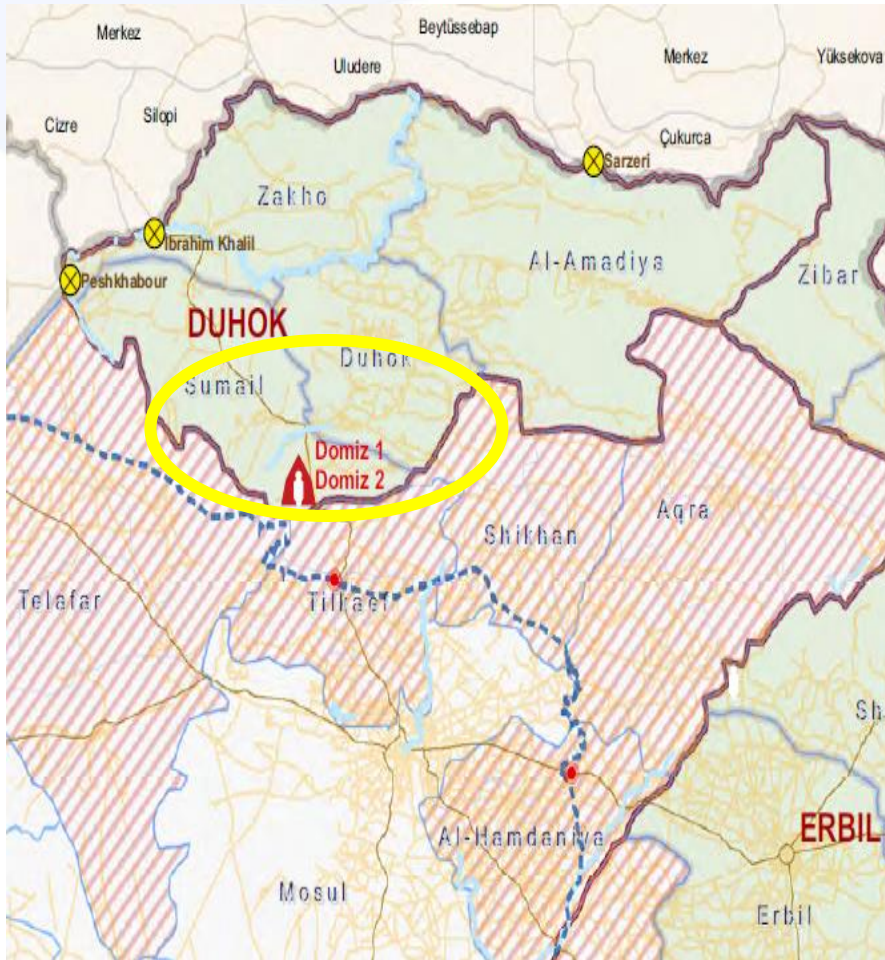 Merkez
Beytüssebap
Uludere
Merkez
Yüksekova
Cizre
Silopi
Çukurca
Sarzeri
Zakho
Ibrahim Khalil
Al-Amadiya
Zibar
Peshkhabour
DUHOK
Duhok
Sumail
Domiz 1
Domiz 2
Aqra
Shikhan
Telafar
Tilkaef
Sh
Al-Hamdaniya
ERBIL
Mosul
Erbil